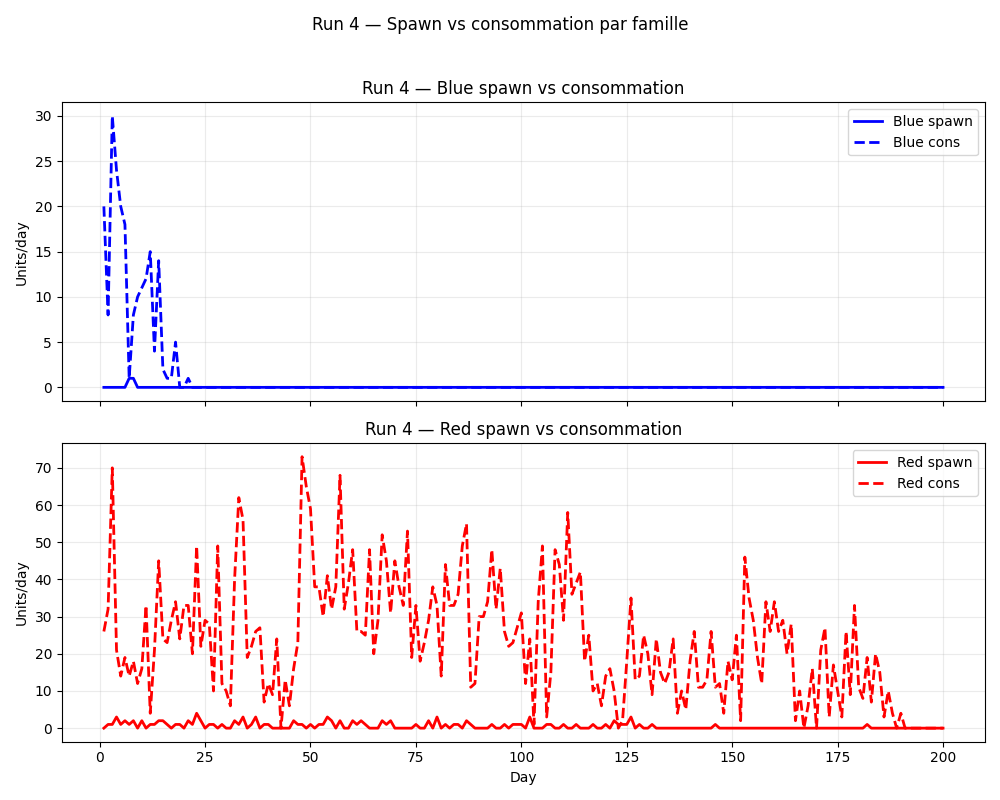 Run 4 — Spawn vs consommation par famille
Run 4 — Blue spawn vs consommation
30
25
20
15
10
5
0
Units/day
Blue spawn
Blue cons
Run 4 — Red spawn vs consommation
70
60
50
40
30
20
10
0
Units/day
Red spawn
Red cons
0 25 50 75 100 125 150 175 200
Day